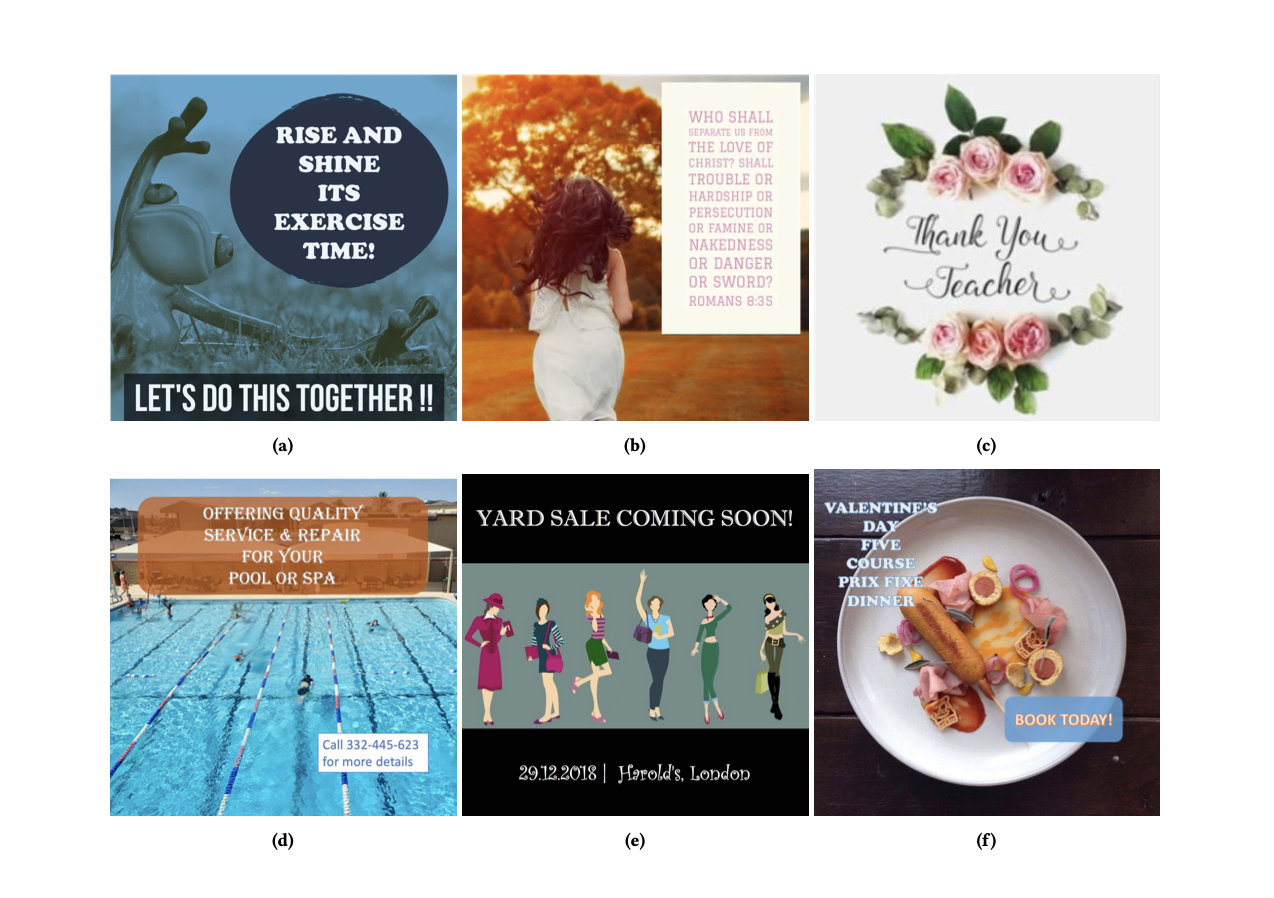 RISE AND
SHINE
ITS
EXERCISE
TIME!
LET'S DO THIS TOGETHER !!
(a)
WHO SHALL
SEPARATE US FROM
THE LOVE OF
CHRIST? SHALL
TROUBLE OR
HARDSHIP OR
PERSECUTION
OR FAMINE OR
NAKEDNESS
OR DANGER
OR SWORD?
ROMANS 8:35
(b)
Thank You
Teacher
(c)
OFFERING QUALITY
SERVICE & REPAIR
FOR YOUR
POOL OR SPA
Call 332-445-623
for more details
(d)
YARD SALE COMING SOON!
29.12.2018 | Harold's, London
(e)
VALENTINE'S
DAY
FIVE
COURSE
PRIX FIXE
DINNER
BOOK TODAY!
(f)